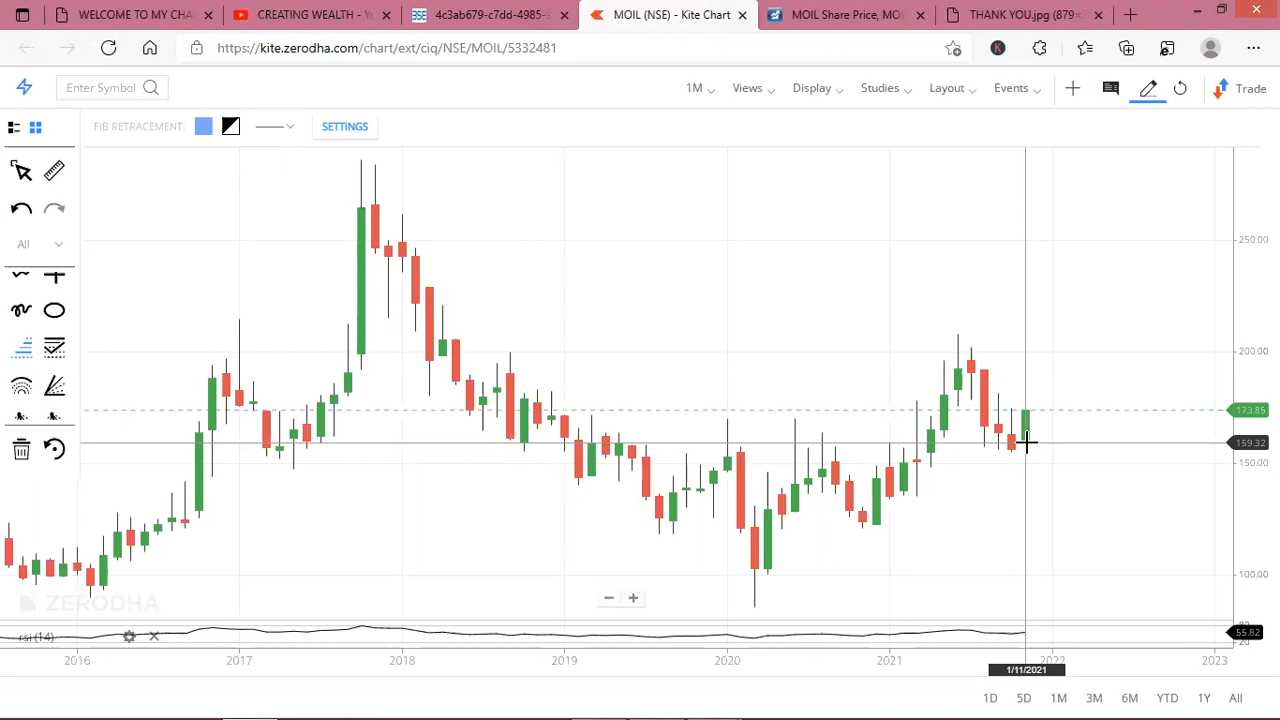 WELCOME TO MY CHA
CREATING WEALTH - Yo
4c3ab679-c7dd-4985-b
MOIL (NSE) - Kite Chart
MOIL Share Price, MO
THANK YOU.jpg (879×
https://kite.zerodha.com/chart/ext/ciq/NSE/MOIL/5332481
Enter Symbol
1M
Views
Display
Studies
Layout
Events
Trade
FIB RETRACEMENT:
SETTINGS
All
250.00
200.00
173.85
159.32
150.00
100.00
ZERODHA
rsi (14)
55.82
20
2016
2017
2018
2019
2020
2021
2022
2023
1/11/2021
1D
5D
1M
3M
6M
YTD
1Y
All